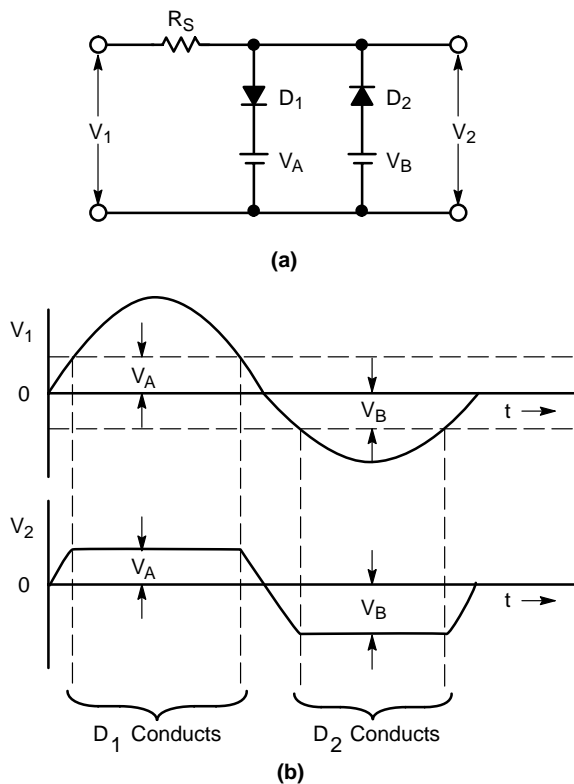 R_S
D_1 D_2
V_1 V_A V_B V_2
(a)
V_1
V_A
0
V_B
t
V_2
V_A
0
V_B
t
D_1 Conducts D_2 Conducts
(b)